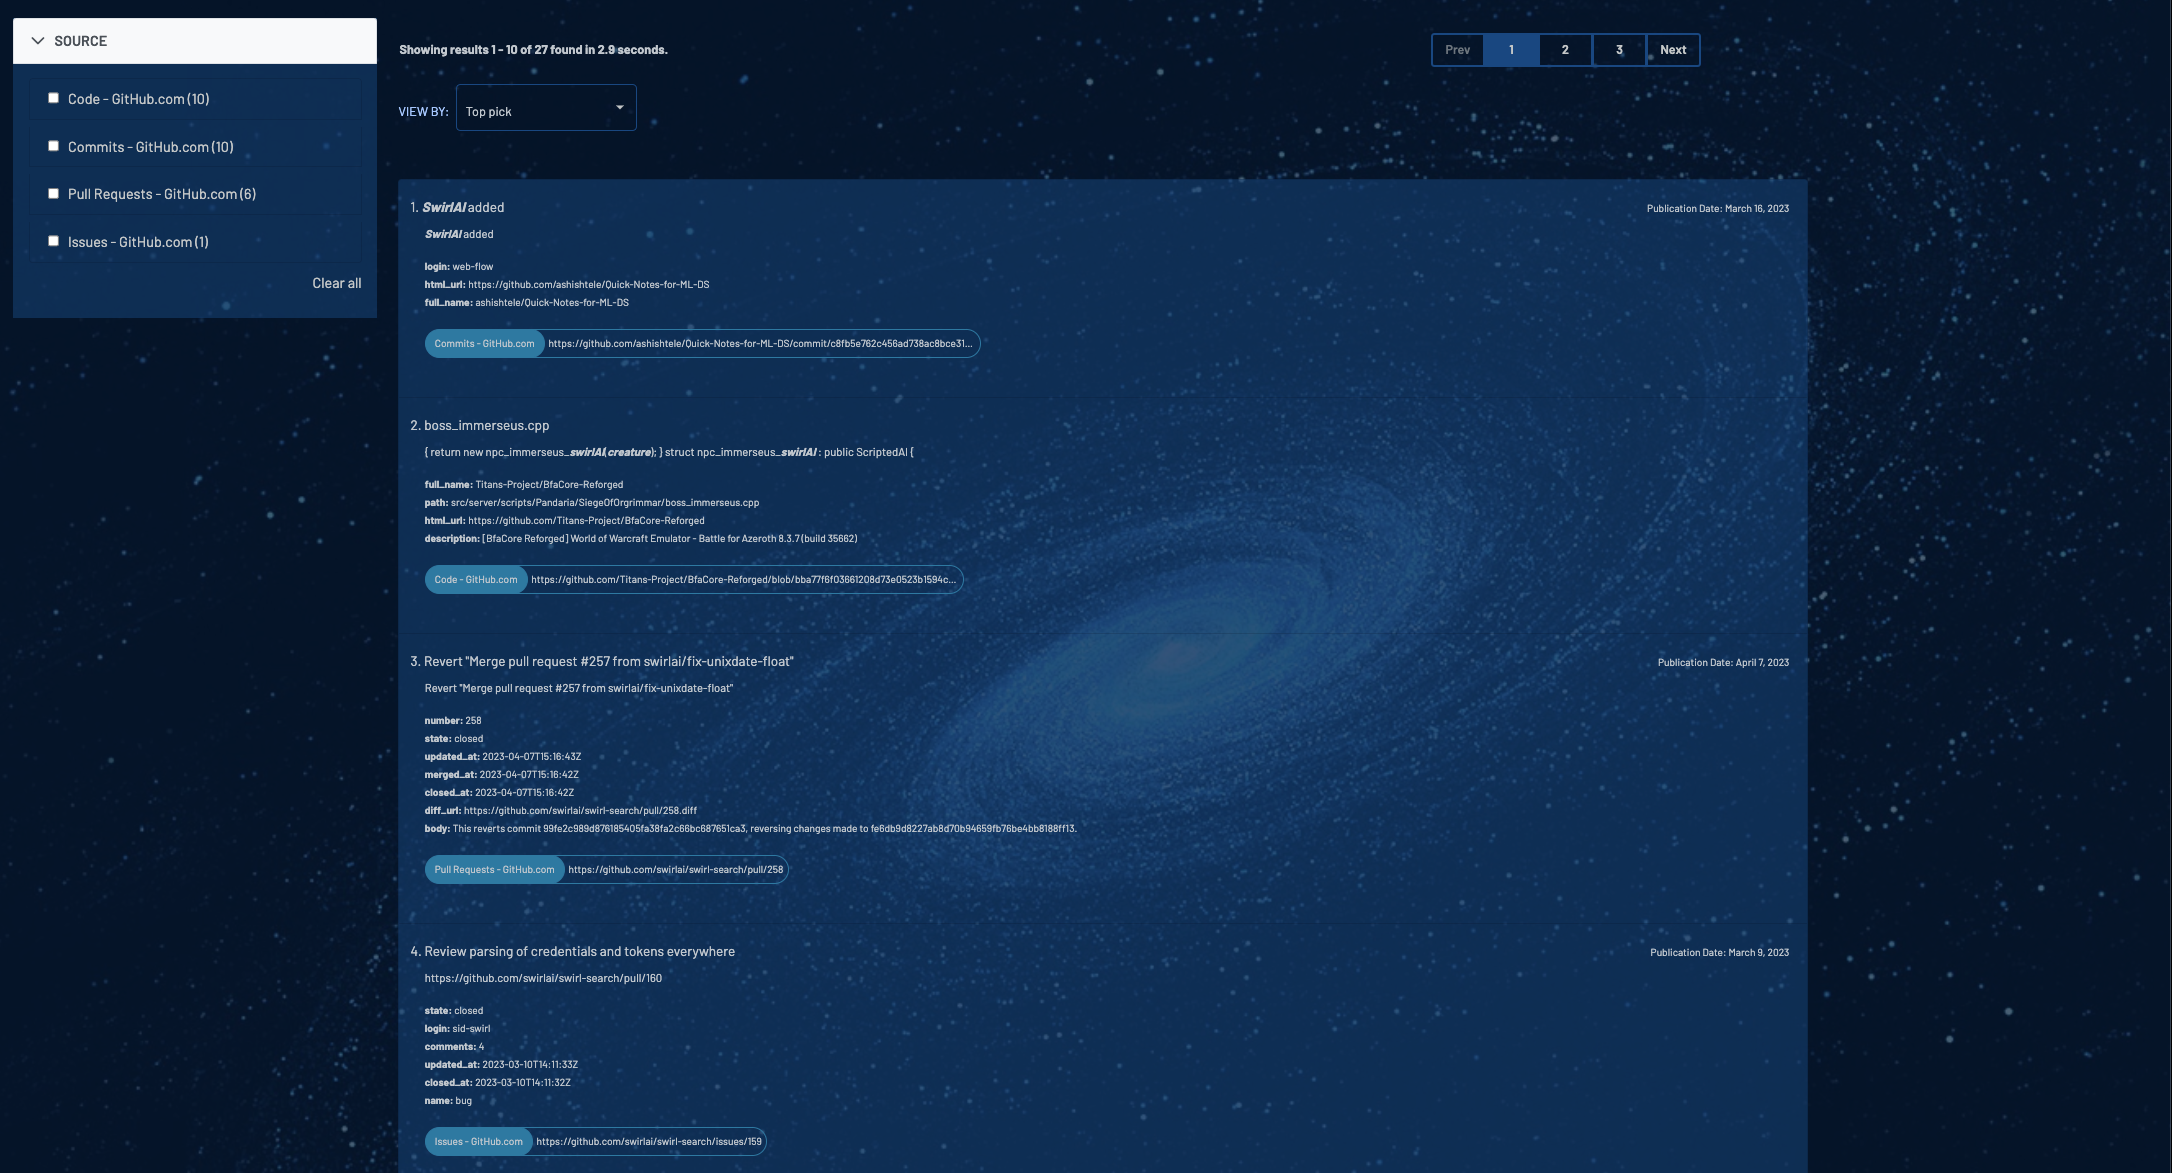 SOURCE
Code - GitHub.com (10)
Commits - GitHub.com (10)
Pull Requests - GitHub.com (6)
Issues - GitHub.com (1)
Clear all
Showing results 1 - 10 of 27 found in 2.9 seconds.
Prev 1 2 3 Next
VIEW BY: Top pick
1. SwirlAI added
Publication Date: March 16, 2023
SwirlAI added
login: web-flow
html_url: https://github.com/ashishtele/Quick-Notes-for-ML-DS
full_name: ashishtele/Quick-Notes-for-ML-DS
Commits - GitHub.com https://github.com/ashishtele/Quick-Notes-for-ML-DS/commit/c8fb5e762c456ad738ac8bce31...
2. boss_immerseus.cpp
{ return new npc_immerseus_swirlAI(creature); } struct npc_immerseus_swirlAI : public ScriptedAI {
full_name: Titans-Project/BfaCore-Reforged
path: src/server/scripts/Pandaria/SiegeOfOrgrimmar/boss_immerseus.cpp
html_url: https://github.com/Titans-Project/BfaCore-Reforged
description: [BfaCore Reforged] World of Warcraft Emulator - Battle for Azeroth 8.3.7 (build 35662)
Code - GitHub.com https://github.com/Titans-Project/BfaCore-Reforged/blob/bba77f6f03661208d73e0523b1594c...
3. Revert "Merge pull request #257 from swirlai/fix-unixdate-float"
Publication Date: April 7, 2023
Revert "Merge pull request #257 from swirlai/fix-unixdate-float"
number: 258
state: closed
updated_at: 2023-04-07T15:16:43Z
merged_at: 2023-04-07T15:16:42Z
closed_at: 2023-04-07T15:16:42Z
diff_url: https://github.com/swirlai/swirl-search/pull/258.diff
body: This reverts commit 99fe2c989d876185405fa38fa2c66bc687651ca3, reversing changes made to fe6db9d8227ab8d70b94659fb76be4bb8188ff13.
Pull Requests - GitHub.com https://github.com/swirlai/swirl-search/pull/258
4. Review parsing of credentials and tokens everywhere
Publication Date: March 9, 2023
https://github.com/swirlai/swirl-search/pull/160
state: closed
login: sid-swirl
comments: 4
updated_at: 2023-03-10T14:11:33Z
closed_at: 2023-03-10T14:11:32Z
name: bug
Issues - GitHub.com https://github.com/swirlai/swirl-search/issues/159